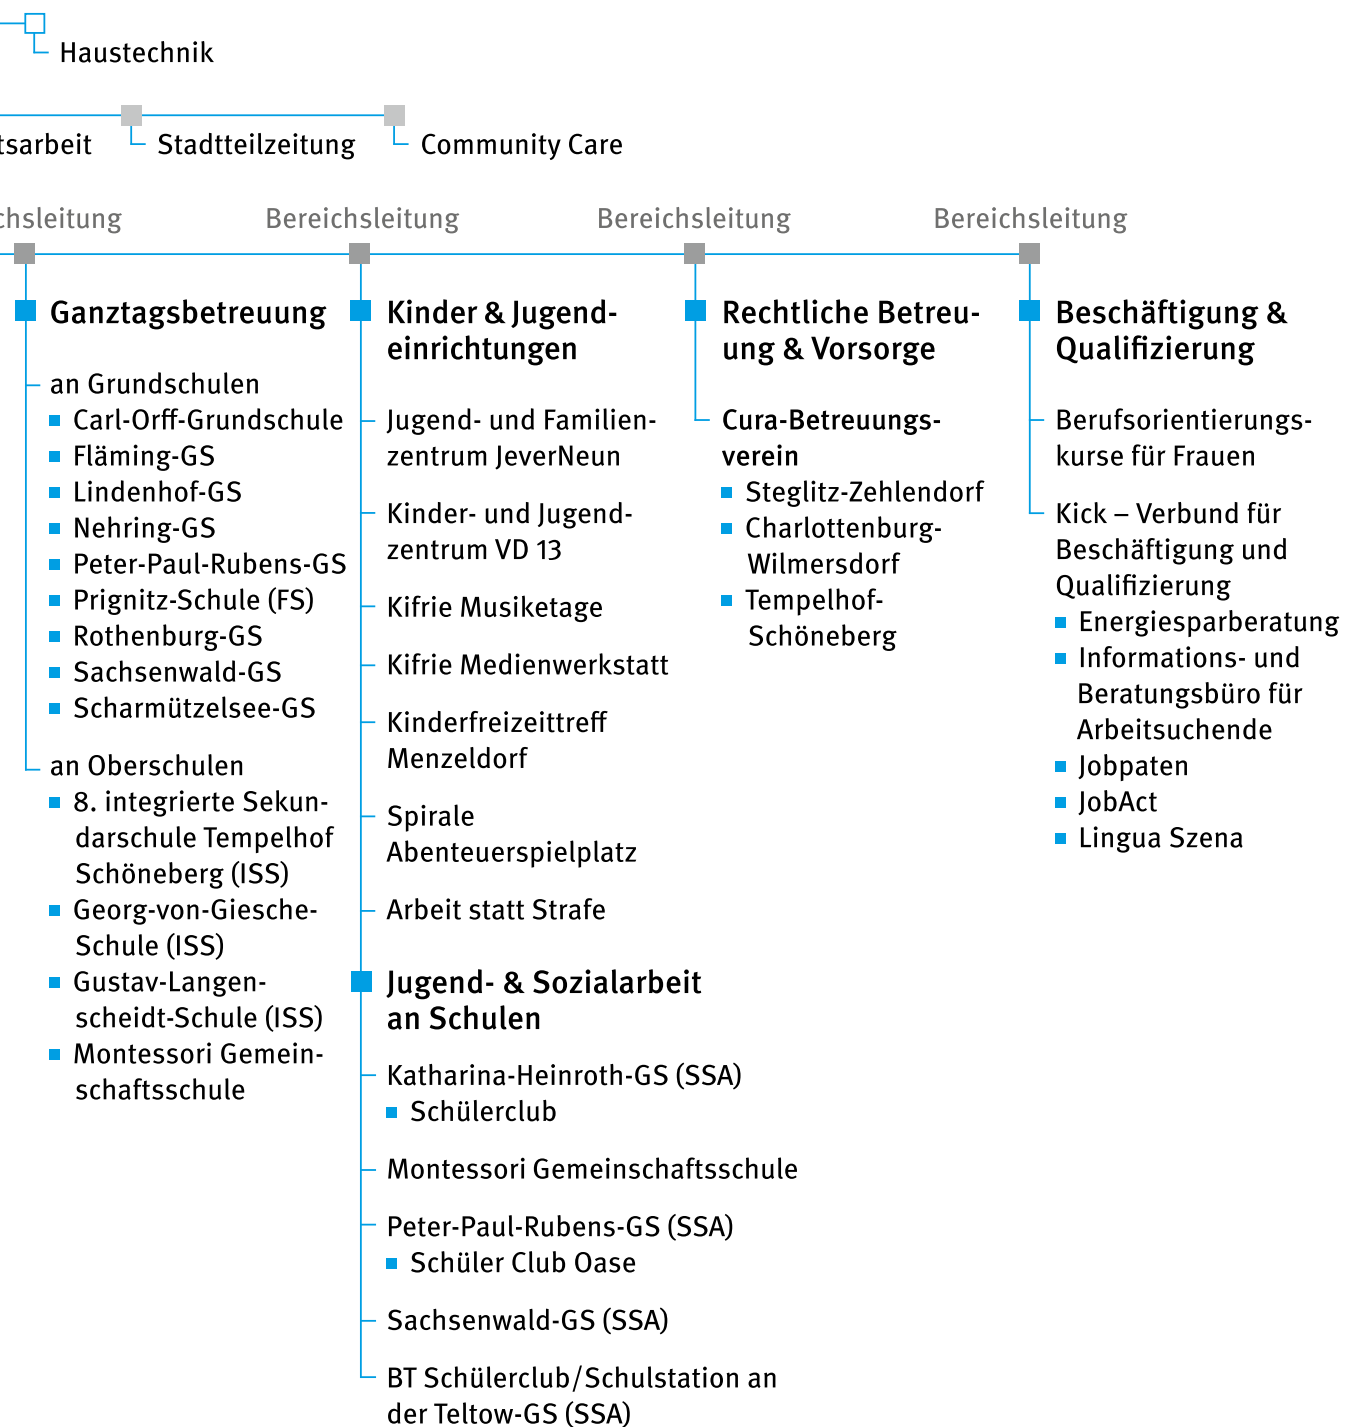 Haustechnik
tsarbeit
Stadtteilzeitung
Community Care
chsleitung
Bereichsleitung
Bereichsleitung
Bereichsleitung
Ganztagsbetreuung
an Grundschulen
Carl-Orff-Grundschule
Fläming-GS
Lindenhof-GS
Nehring-GS
Peter-Paul-Rubens-GS
Prignitz-Schule (FS)
Rothenburg-GS
Sachsenwald-GS
Scharmützelsee-GS
an Oberschulen
8. integrierte Sekun-
darschule Tempelhof
Schöneberg (ISS)
Georg-von-Giesche-
Schule (ISS)
Gustav-Langen-
scheidt-Schule (ISS)
Montessori Gemein-
schaftsschule
Kinder & Jugend-
einrichtungen
Jugend- und Familien-
zentrum JeverNeun
Kinder- und Jugend-
zentrum VD 13
Kifrie Musiketage
Kifrie Medienwerkstatt
Kinderfreizeittreff
Menzeldorf
Spirale
Abenteuerspielplatz
Arbeit statt Strafe
Jugend- & Sozialarbeit
an Schulen
Katharina-Heinroth-GS (SSA)
Schülerclub
Montessori Gemeinschaftsschule
Peter-Paul-Rubens-GS (SSA)
Schüler Club Oase
Sachsenwald-GS (SSA)
BT Schülerclub/Schulstation an
der Teltow-GS (SSA)
Rechtliche Betreu-
ung & Vorsorge
Cura-Betreuungs-
verein
Steglitz-Zehlendorf
Charlottenburg-
Wilmersdorf
Tempelhof-
Schöneberg
Beschäftigung &
Qualifizierung
Berufsorientierungs-
kurse für Frauen
Kick – Verbund für
Beschäftigung und
Qualifizierung
Energiesparberatung
Informations- und
Beratungsbüro für
Arbeitsuchende
Jobpaten
JobAct
Lingua Szena